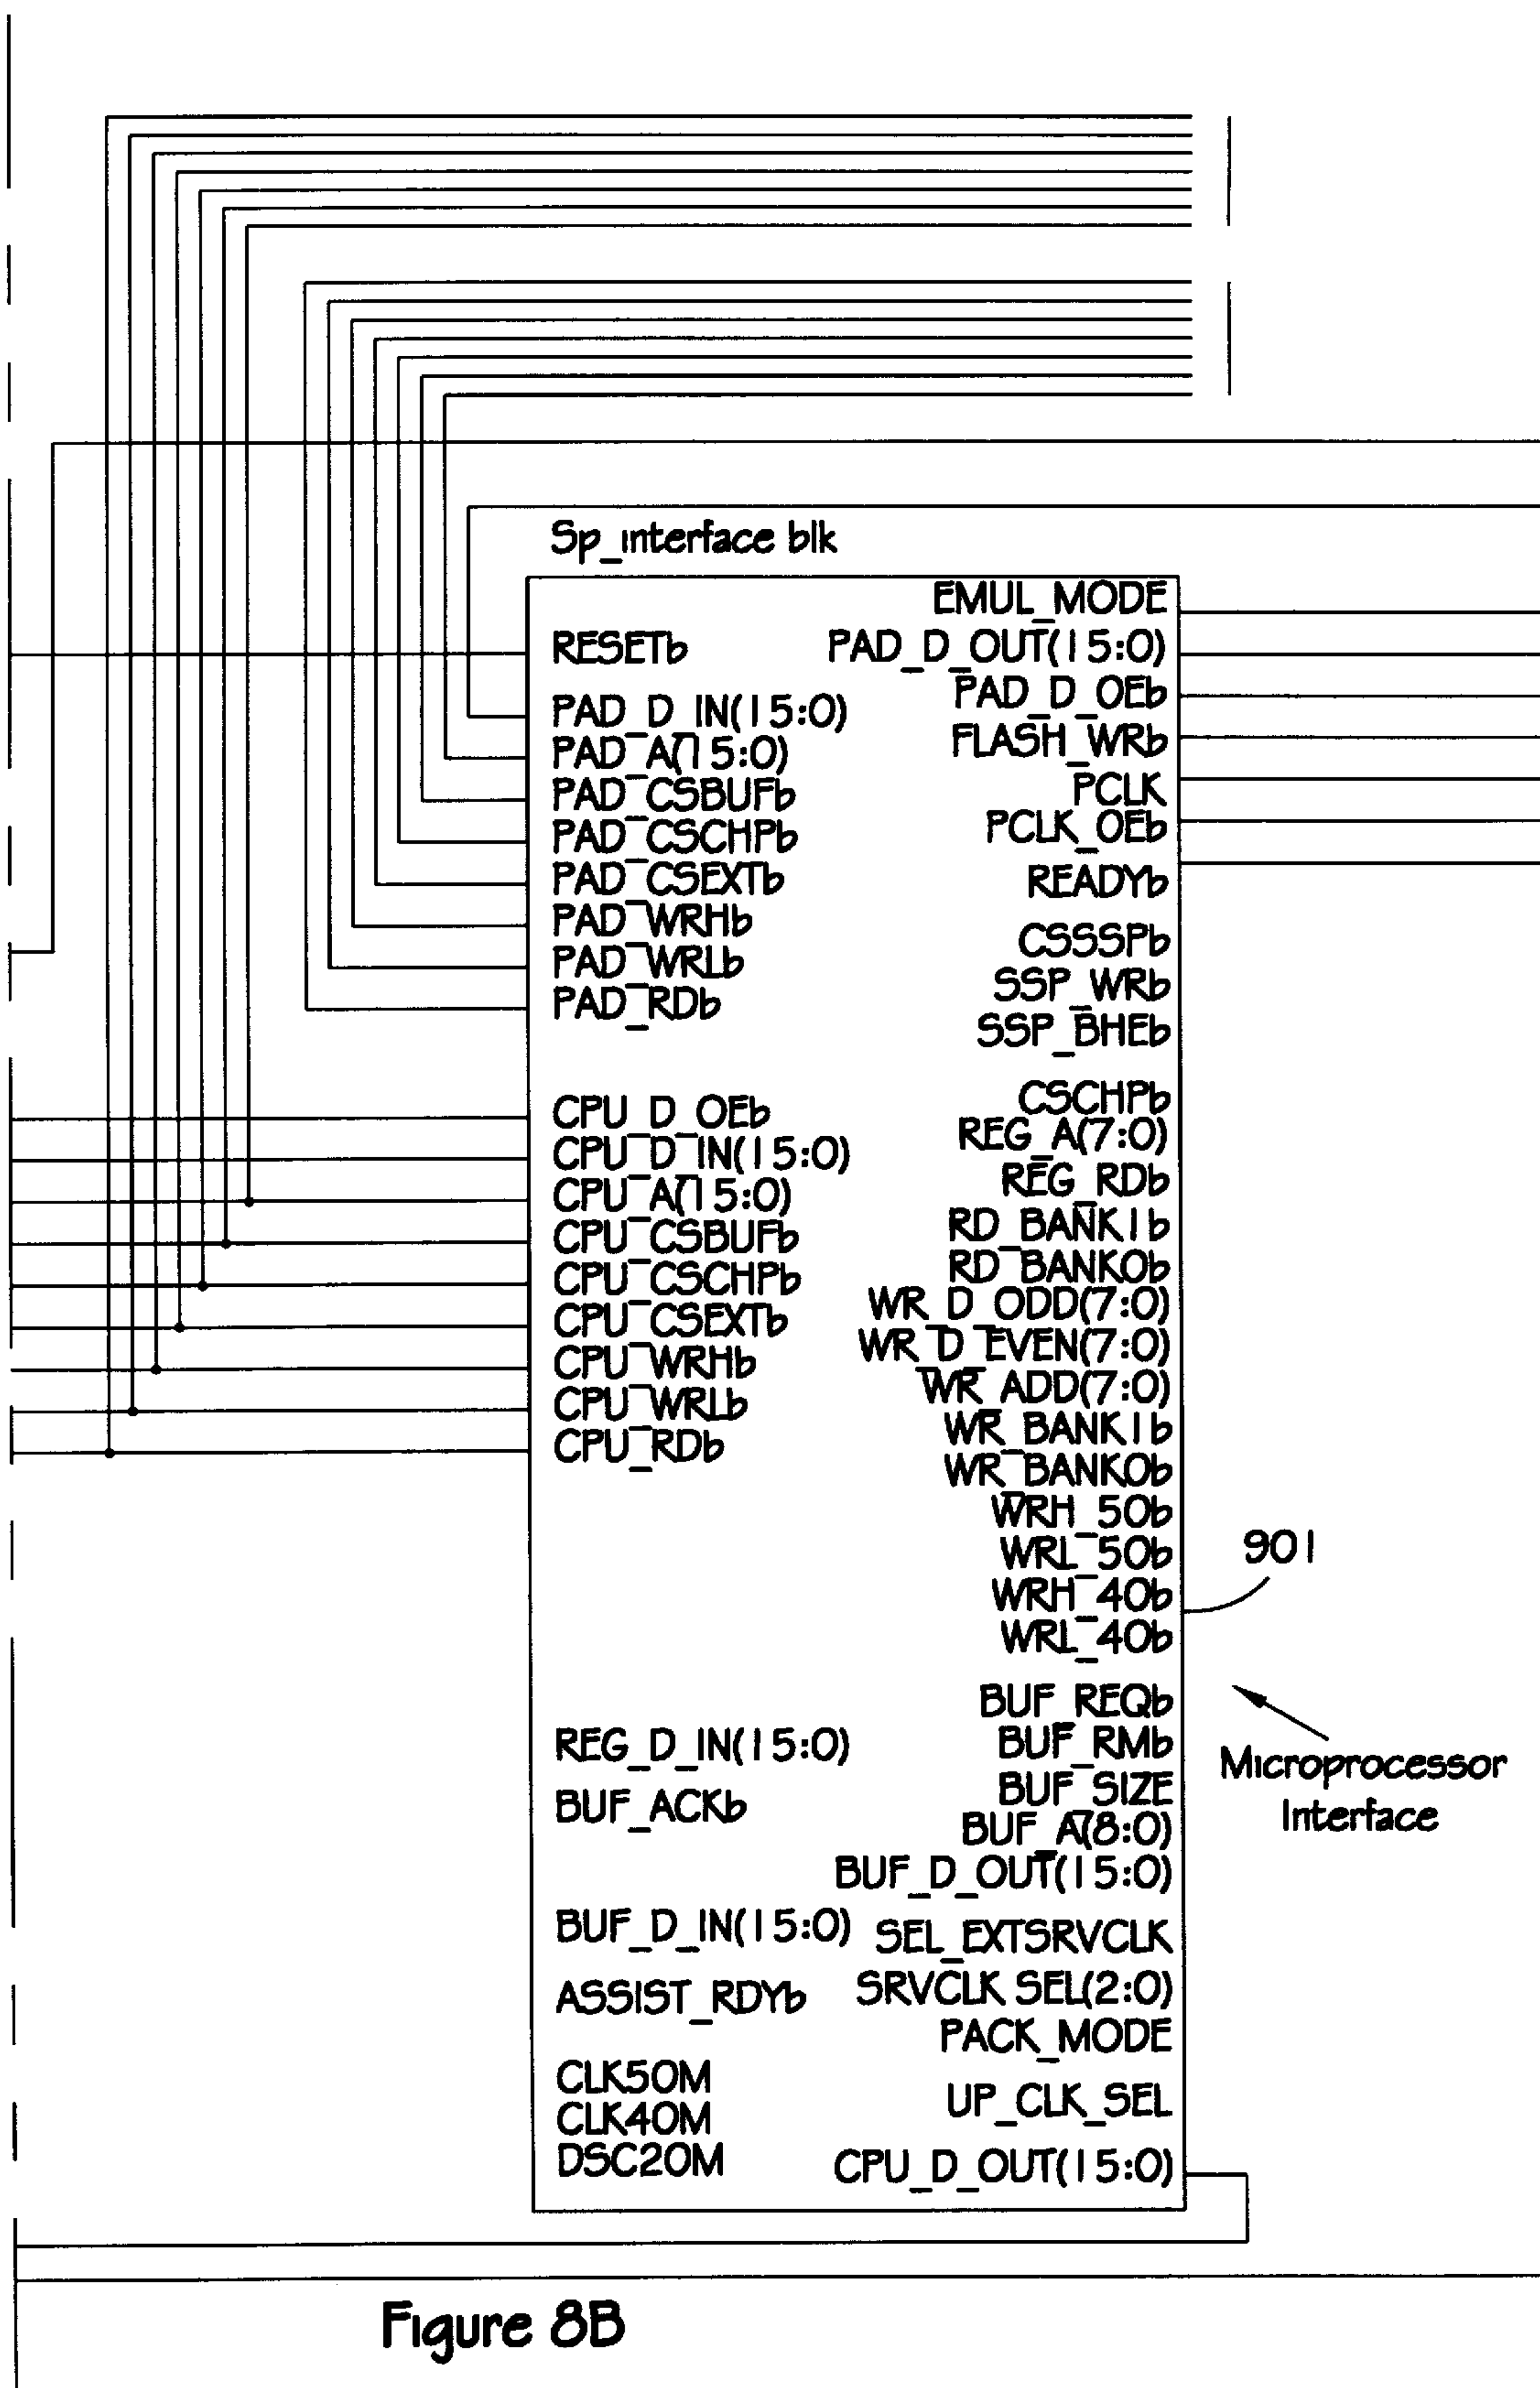 Sp_interface blk
EMUL_MODE
RESETb
PAD_D_OUT(15:0)
PAD_D_OEb
PAD_D_IN(15:0)
FLASH_WRb
PAD_A(15:0)
PCLK
PAD_CSBUFb
PCLK_OEb
PAD_CSCHPb
READYb
PAD_CSEXTb
PAD_WRHb
CSSSPb
PAD_WRLb
SSP_WRb
PAD_RDb
SSP_BHEb
CSCHPb
CPU_D_OEb
REG_A(7:0)
CPU_D_IN(15:0)
REG_RDb
CPU_A(15:0)
RD_BANK1b
CPU_CSBUFb
RD_BANK0b
CPU_CSCHPb
WR_D_ODD(7:0)
CPU_CSEXTb
WR_D_EVEN(7:0)
CPU_WRHb
WR_ADD(7:0)
CPU_WRLb
WR_BANK1b
CPU_RDb
WR_BANK0b
WRH_50b
WRL_50b
901
WRH_40b
WRL_40b
BUF_REQb
REG_D_IN(15:0)
BUF_RMb
Microprocessor
Interface
BUF_SIZE
BUF_ACKb
BUF_A(8:0)
BUF_D_OUT(15:0)
BUF_D_IN(15:0)
SEL_EXTSRVCLK
ASSIST_RDYb
SRVCLK SEL(2:0)
PACK_MODE
CLK50M
UP_CLK_SEL
CLK40M
DSC20M
CPU_D_OUT(15:0)
Figure 8B